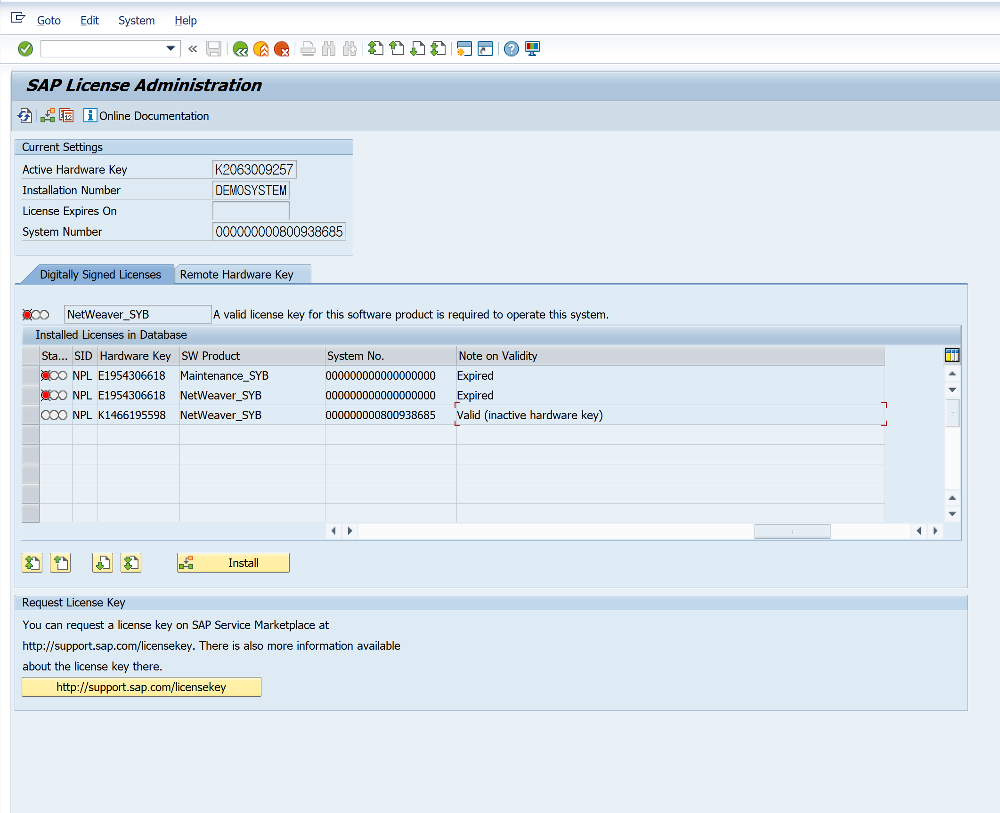 Goto Edit System Help
SAP License Administration
Online Documentation
Current Settings
Active Hardware Key K2063009257
Installation Number DEMOSYSTEM
License Expires On
System Number 000000000800938685
Digitally Signed Licenses Remote Hardware Key
NetWeaver_SYB A valid license key for this software product is required to operate this system.
Installed Licenses in Database
Sta... SID Hardware Key SW Product System No. Note on Validity
NPL E1954306618 Maintenance_SYB 000000000000000000 Expired
NPL E1954306618 NetWeaver_SYB 000000000000000000 Expired
NPL K1466195598 NetWeaver_SYB 000000000800938685 Valid (inactive hardware key)
Install
Request License Key
You can request a license key on SAP Service Marketplace at
http://support.sap.com/licensekey. There is also more information available
about the license key there.
http://support.sap.com/licensekey